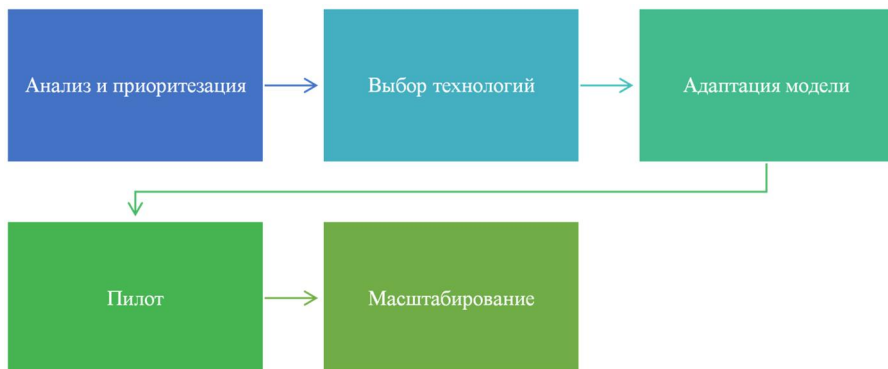 Анализ и приоритезация
Выбор технологий
Адаптация модели
Пилот
Масштабирование